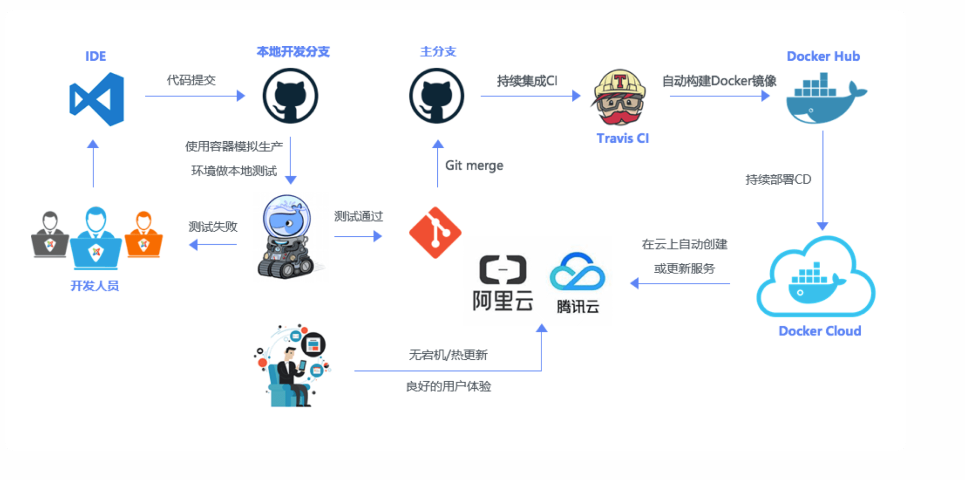 IDE
本地开发分支
主分支
Docker Hub
代码提交
持续集成CI
自动构建Docker镜像
Travis CI
使用容器模拟生产
环境做本地测试
Git merge
持续部署CD
测试失败
测试通过
开发人员
在云上自动创建
或更新服务
阿里云
腾讯云
Docker Cloud
无宕机/热更新
良好的用户体验